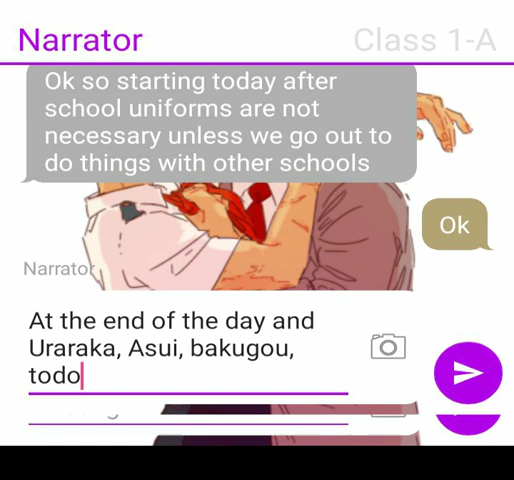 Narrator
Class 1-A
Ok so starting today after
school uniforms are not
necessary unless we go out to
do things with other schools
Ok
Narrator
At the end of the day and
Uraraka, Asui, bakugou,
todo